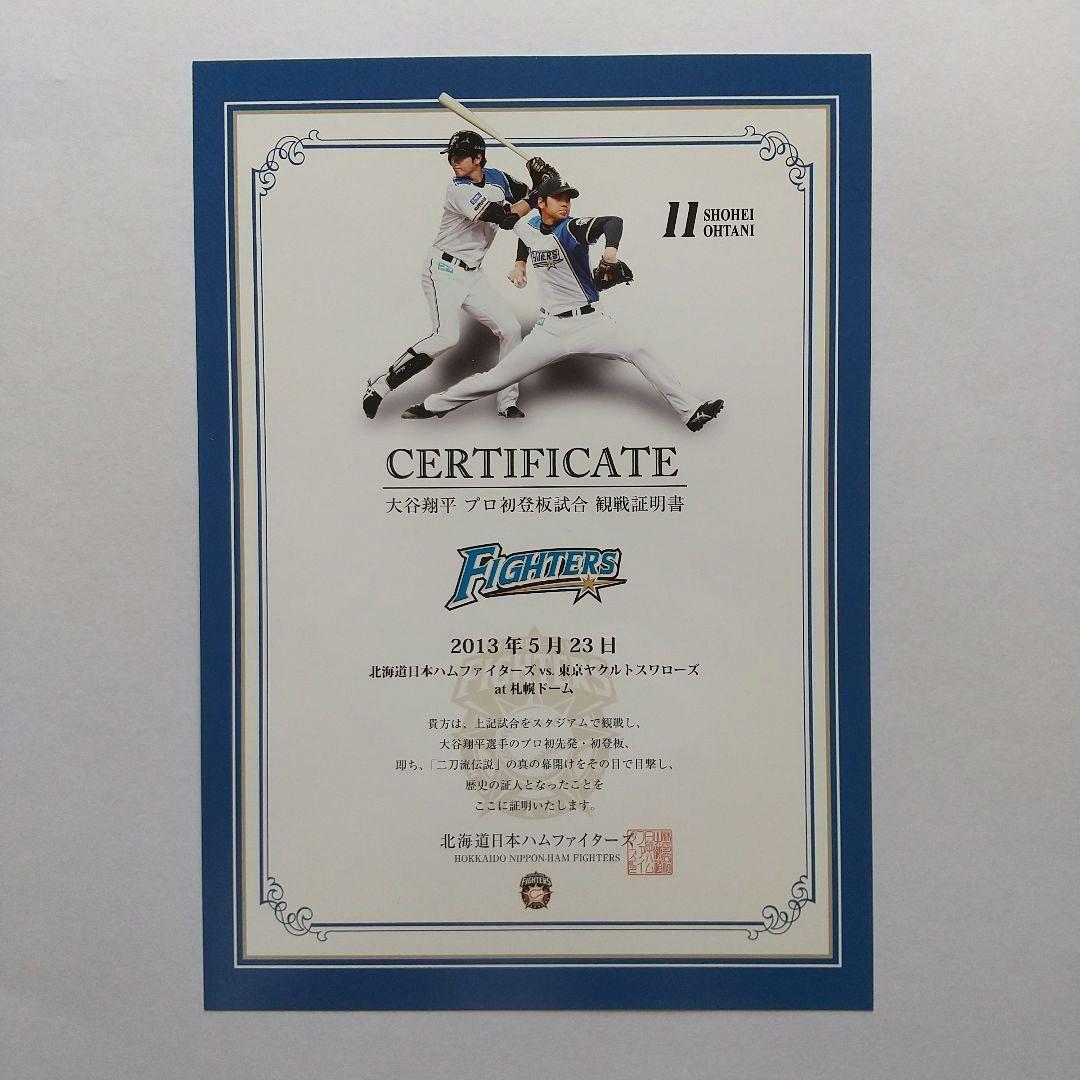 11 SHOHEI
OHTANI
CERTIFICATE
大谷翔平 プロ初登板試合 観戦証明書
FIGHTERS
2013年5月23日
北海道日本ハムファイターズ vs. 東京ヤクルトスワローズ
at 札幌ドーム
貴方は、上記試合をスタジアムで観戦し、
大谷翔平選手のプロ初先発・初登板、
即ち、「二刀流伝説」の真の幕開けをその目で目撃し、
歴史の証人となったことを
ここに証明いたします。
北海道日本ハムファイターズ
HOKKAIDO NIPPON-HAM FIGHTERS
FIGHTERS